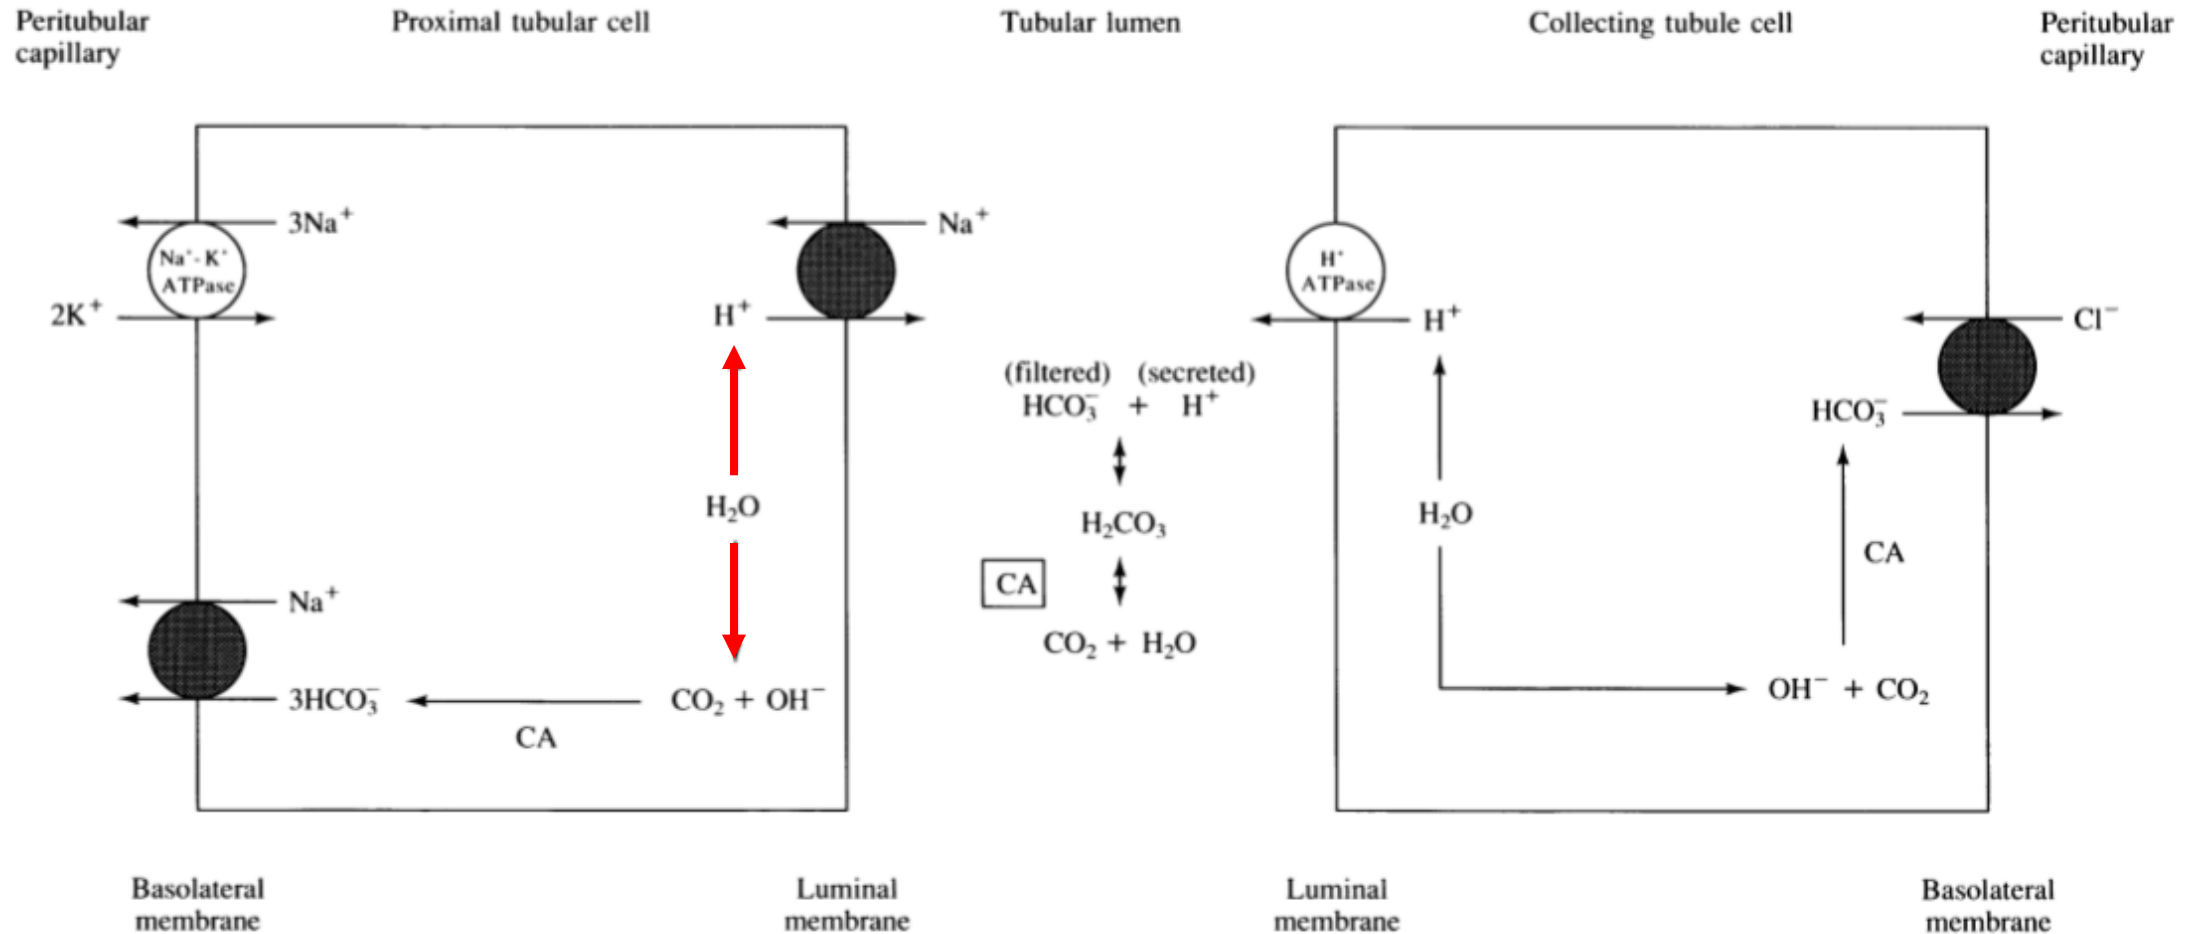 Peritubular
capillary
Proximal tubular cell
Tubular lumen
Collecting tubule cell
Peritubular
capillary
3Na⁺
Na⁺-K⁺
ATPase
2K⁺
Na⁺
H⁺
H₂O
CO₂ + OH⁻
CA
Na⁺
3HCO₃⁻
(filtered) (secreted)
HCO₃⁻ + H⁺
H₂CO₃
CA
CO₂ + H₂O
H⁺
ATPase
H⁺
H₂O
OH⁻ + CO₂
CA
HCO₃⁻
Cl⁻
Basolateral
membrane
Luminal
membrane
Luminal
membrane
Basolateral
membrane